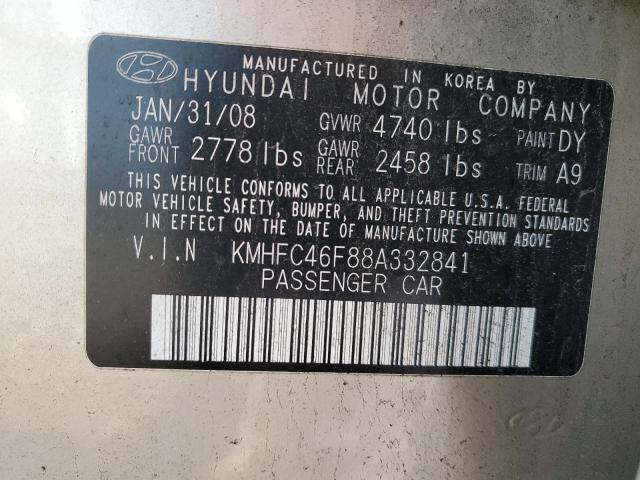 MANUFACTURED IN KOREA BY
HYUNDAI MOTOR COMPANY
JAN/31/08 GVWR 4740 lbs PAINT DY
GAWR FRONT 2778 lbs GAWR REAR 2458 lbs TRIM A9
THIS VEHICLE CONFORMS TO ALL APPLICABLE U.S.A. FEDERAL
MOTOR VEHICLE SAFETY, BUMPER, AND THEFT PREVENTION STANDARDS
IN EFFECT ON THE DATE OF MANUFACTURE SHOWN ABOVE.
V.I.N KMHFC46F88A332841
PASSENGER CAR